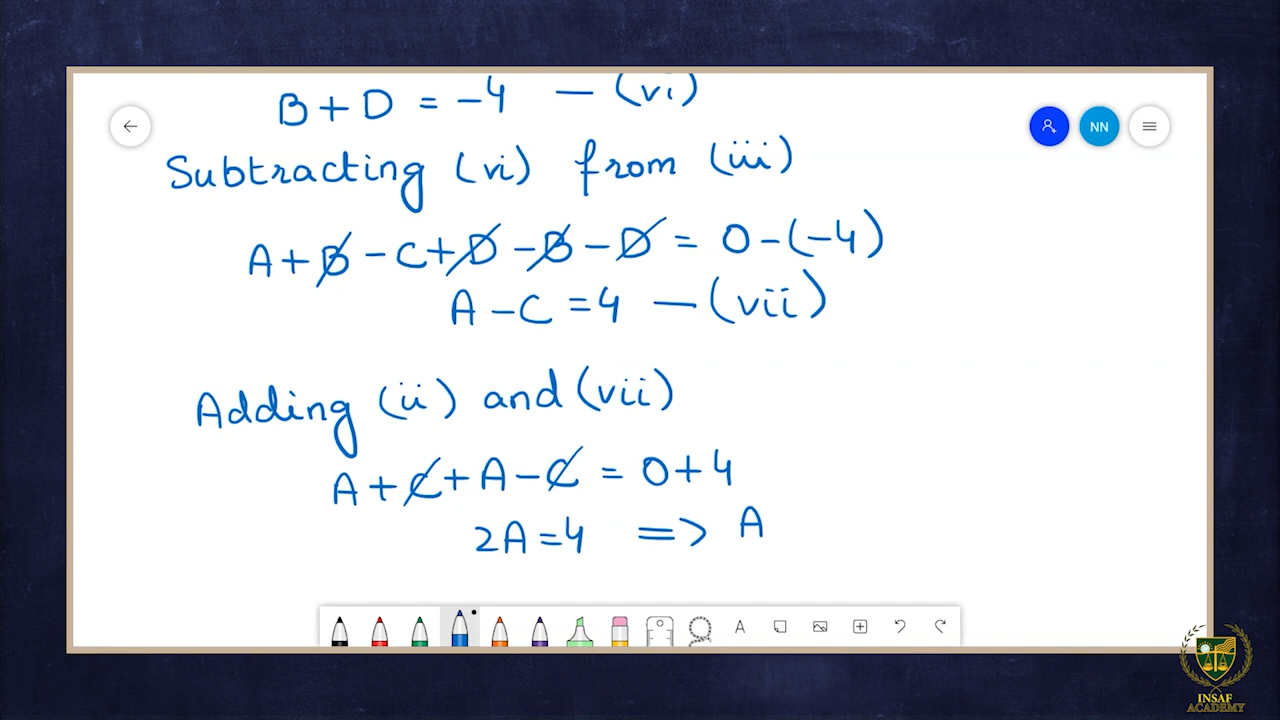 B + D = -4 — (vi)
NN
Subtracting (vi) from (iii)
A + B - C + D - B - D = 0 - (-4)
A - C = 4 — (vii)
Adding (ii) and (vii)
A + C + A - C = 0 + 4
2A = 4 => A
A
INSAF
ACADEMY